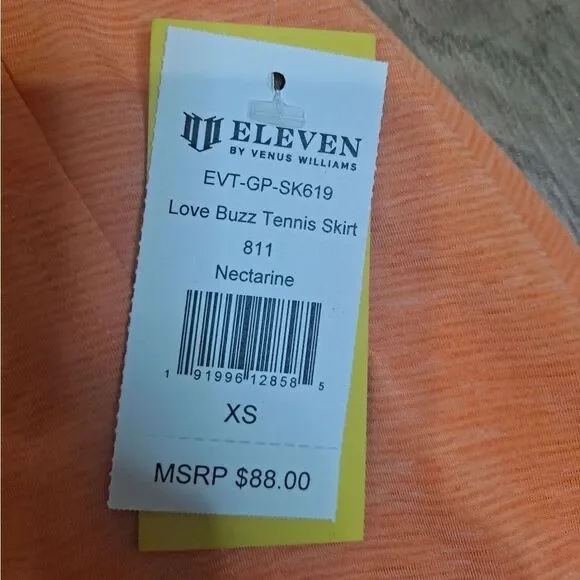 ELEVEN
BY VENUS WILLIAMS
EVT-GP-SK619
Love Buzz Tennis Skirt
811
Nectarine
1 91996 12858 5
XS
MSRP $88.00